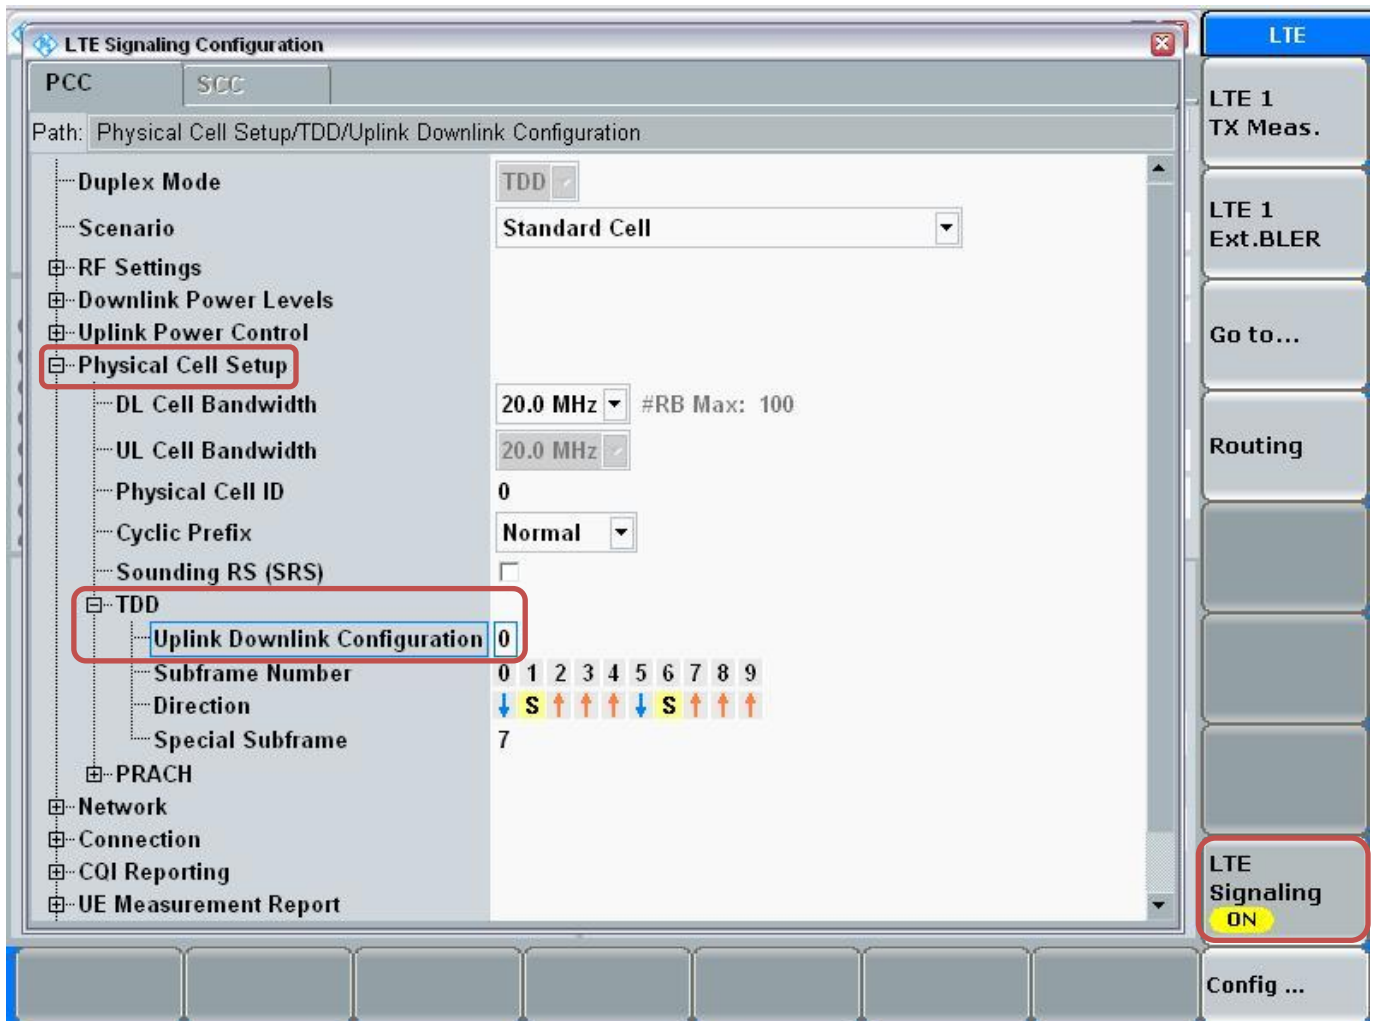 LTE Signaling Configuration
PCC SCC
Path: Physical Cell Setup/TDD/Uplink Downlink Configuration
Duplex Mode TDD
Scenario Standard Cell
RF Settings
Downlink Power Levels
Uplink Power Control
Physical Cell Setup
DL Cell Bandwidth 20.0 MHz #RB Max: 100
UL Cell Bandwidth 20.0 MHz
Physical Cell ID 0
Cyclic Prefix Normal
Sounding RS (SRS)
TDD
Uplink Downlink Configuration 0
Subframe Number 0 1 2 3 4 5 6 7 8 9
Direction ↓ S ↑ ↑ ↑ ↓ S ↑ ↑ ↑
Special Subframe 7
PRACH
Network
Connection
CQI Reporting
UE Measurement Report
LTE
LTE 1
TX Meas.
LTE 1
Ext.BLER
Go to...
Routing
LTE
Signaling
ON
Config ...